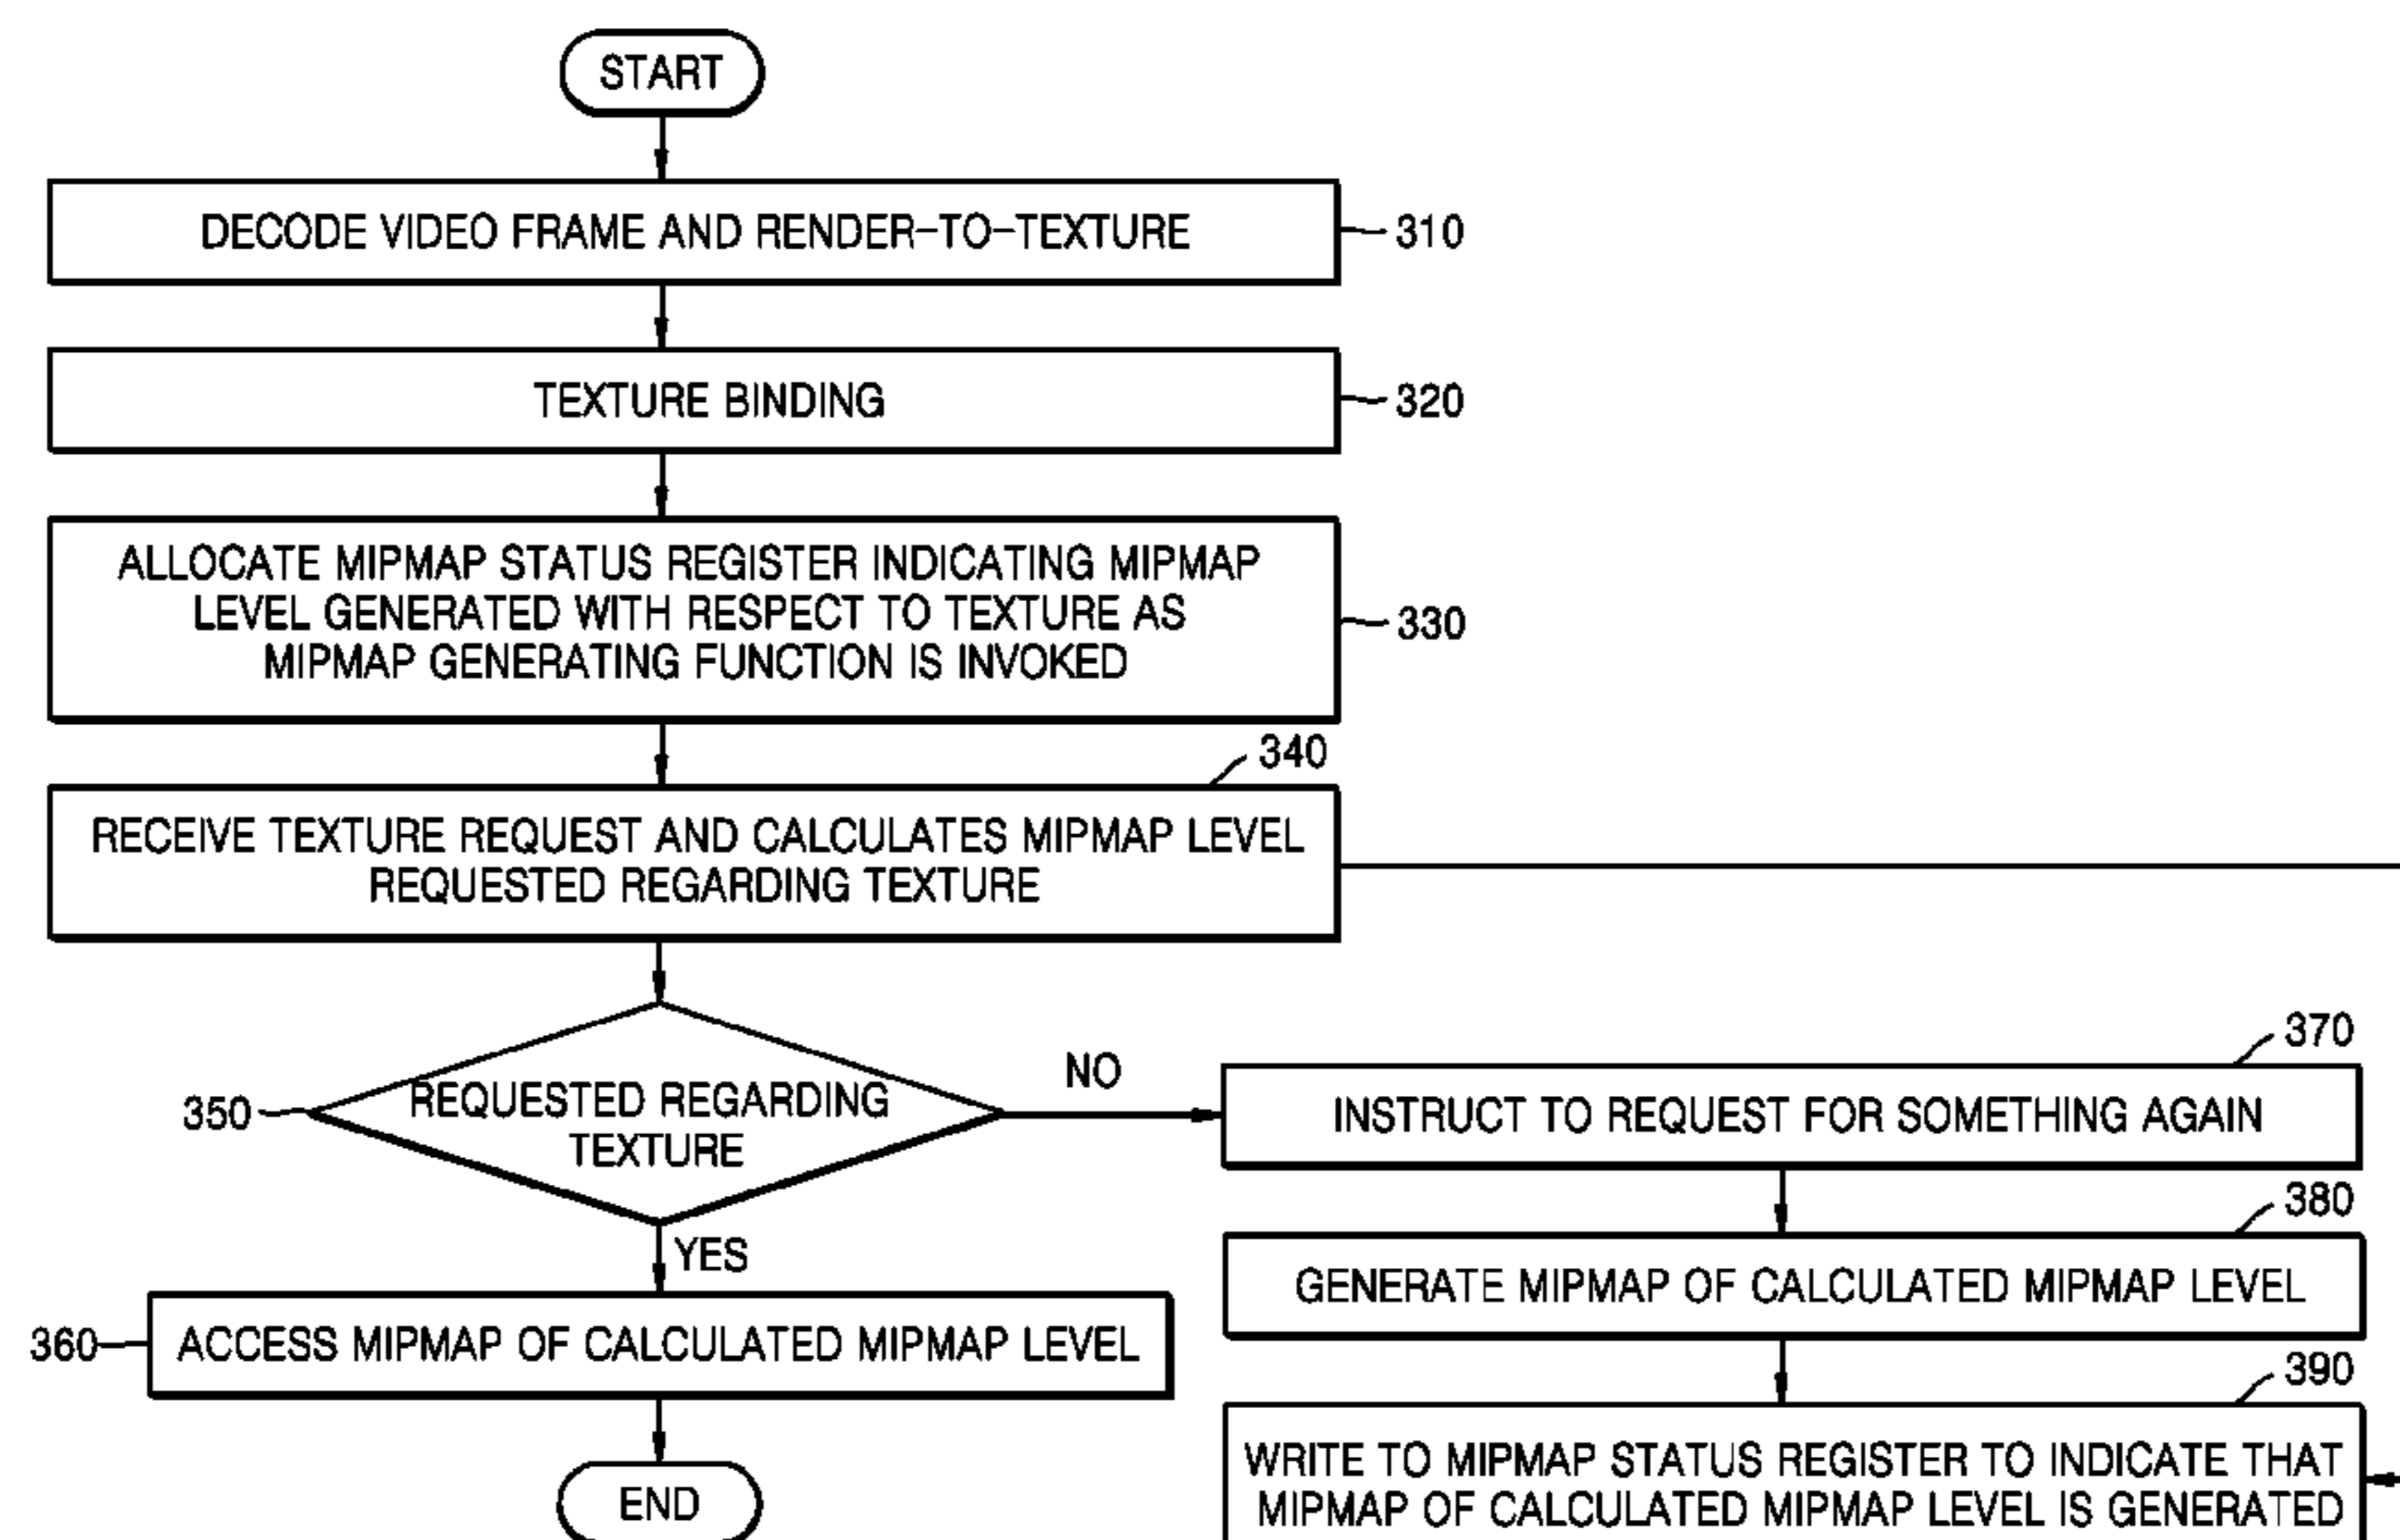 START
DECODE VIDEO FRAME AND RENDER-TO-TEXTURE
310
TEXTURE BINDING
320
ALLOCATE MIPMAP STATUS REGISTER INDICATING MIPMAP
LEVEL GENERATED WITH RESPECT TO TEXTURE AS
MIPMAP GENERATING FUNCTION IS INVOKED
330
340
RECEIVE TEXTURE REQUEST AND CALCULATES MIPMAP LEVEL
REQUESTED REGARDING TEXTURE
350
REQUESTED REGARDING
TEXTURE
NO
370
INSTRUCT TO REQUEST FOR SOMETHING AGAIN
YES
380
GENERATE MIPMAP OF CALCULATED MIPMAP LEVEL
360
ACCESS MIPMAP OF CALCULATED MIPMAP LEVEL
390
WRITE TO MIPMAP STATUS REGISTER TO INDICATE THAT
MIPMAP OF CALCULATED MIPMAP LEVEL IS GENERATED
END